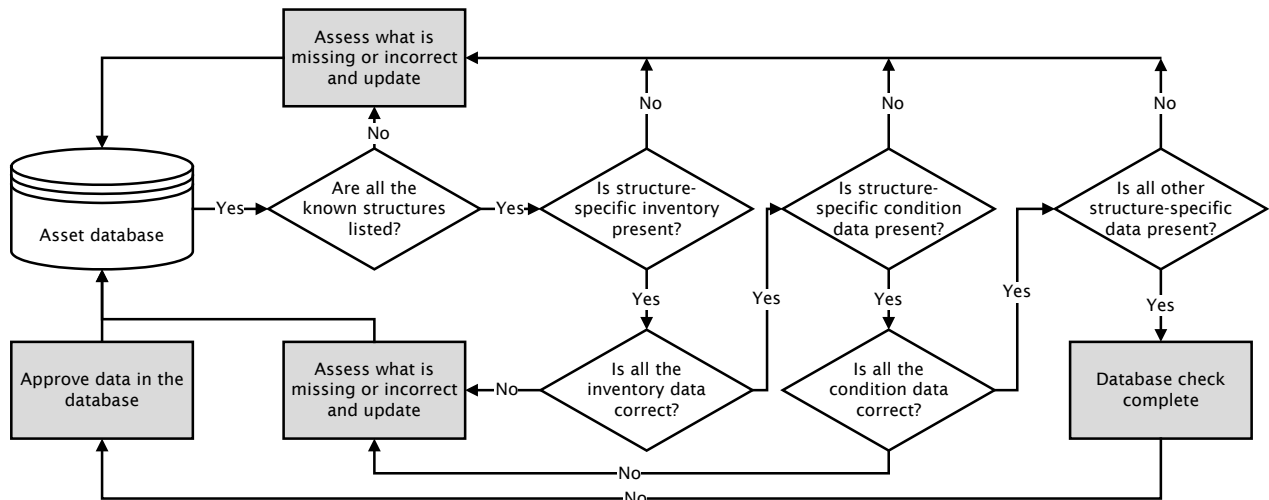 Assess what is
missing or incorrect
and update
No
No
No
No
Asset database
Yes
Are all the
known structures
listed?
Yes
Is structure-
specific inventory
present?
Is structure-
specific condition
data present?
Is all other
structure-specific
data present?
Yes
Yes
Yes
Yes
Yes
Approve data in the
database
Assess what is
missing or incorrect
and update
No
Is all the
inventory data
correct?
Is all the
condition data
correct?
Database check
complete
No
No